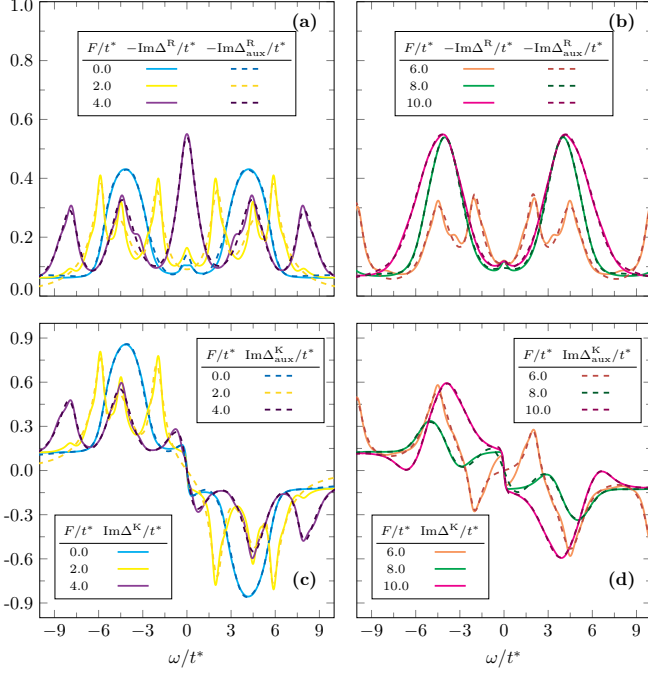 (a)
F/t* −ImΔᴿ/t* −ImΔᴿaux/t*
0.0
2.0
4.0
1.0
0.8
0.6
0.4
0.2
0.0
(b)
F/t* −ImΔᴿ/t* −ImΔᴿaux/t*
6.0
8.0
10.0
(c)
F/t* ImΔᴷaux/t*
0.0
2.0
4.0
F/t* ImΔᴷ/t*
0.0
2.0
4.0
0.9
0.6
0.3
0.0
-0.3
-0.6
-0.9
−9 −6 −3 0 3 6 9
ω/t*
(d)
F/t* ImΔᴷaux/t*
6.0
8.0
10.0
F/t* ImΔᴷ/t*
6.0
8.0
10.0
−9 −6 −3 0 3 6 9
ω/t*